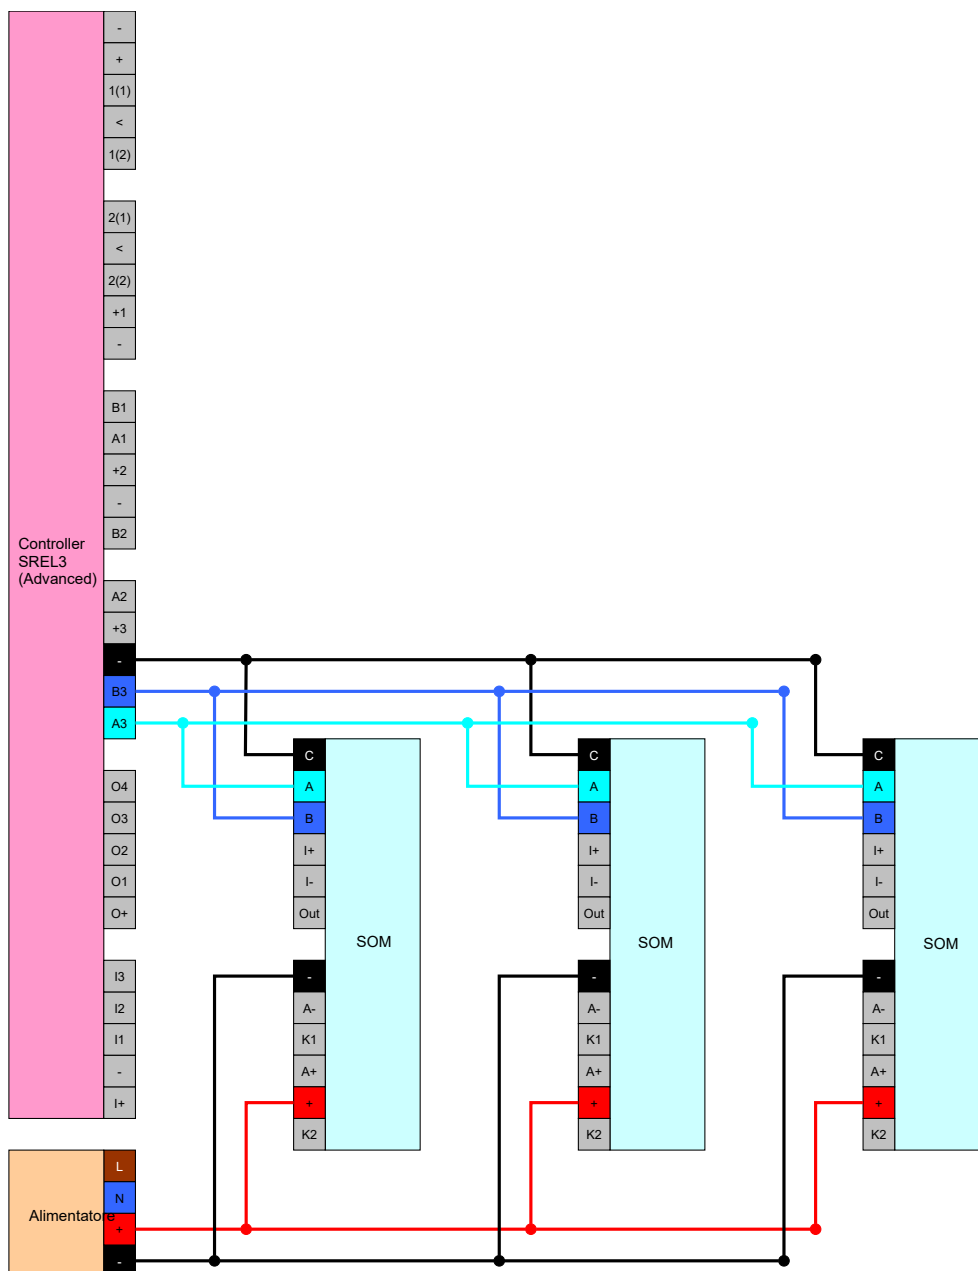 -
+
1(1)
<
1(2)
2(1)
<
2(2)
+1
-
B1
A1
+2
-
B2
Controller
SREL3
(Advanced)
A2
+3
-
B3
A3
O4
O3
O2
O1
O+
I3
I2
I1
-
I+
C
A
B
I+
I-
Out
SOM
-
A-
K1
A+
+
K2
C
A
B
I+
I-
Out
SOM
-
A-
K1
A+
+
K2
C
A
B
I+
I-
Out
SOM
-
A-
K1
A+
+
K2
Alimentatore
L
N
+
-